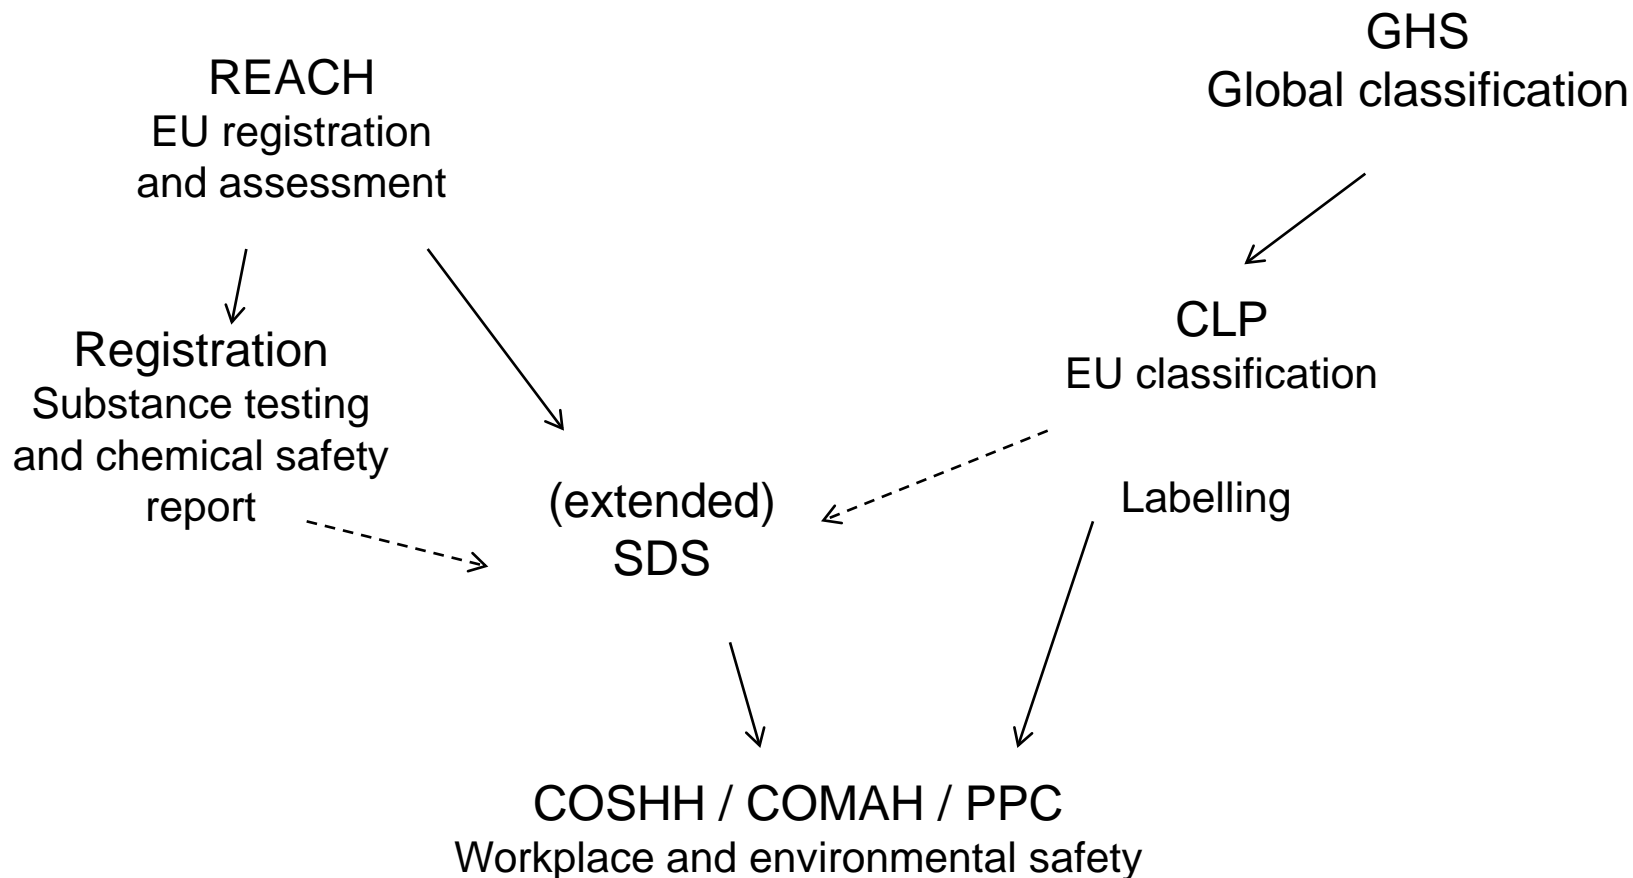 REACH
EU registration
and assessment
GHS
Global classification
Registration
Substance testing
and chemical safety
report
CLP
EU classification
Labelling
(extended)
SDS
COSHH / COMAH / PPC
Workplace and environmental safety